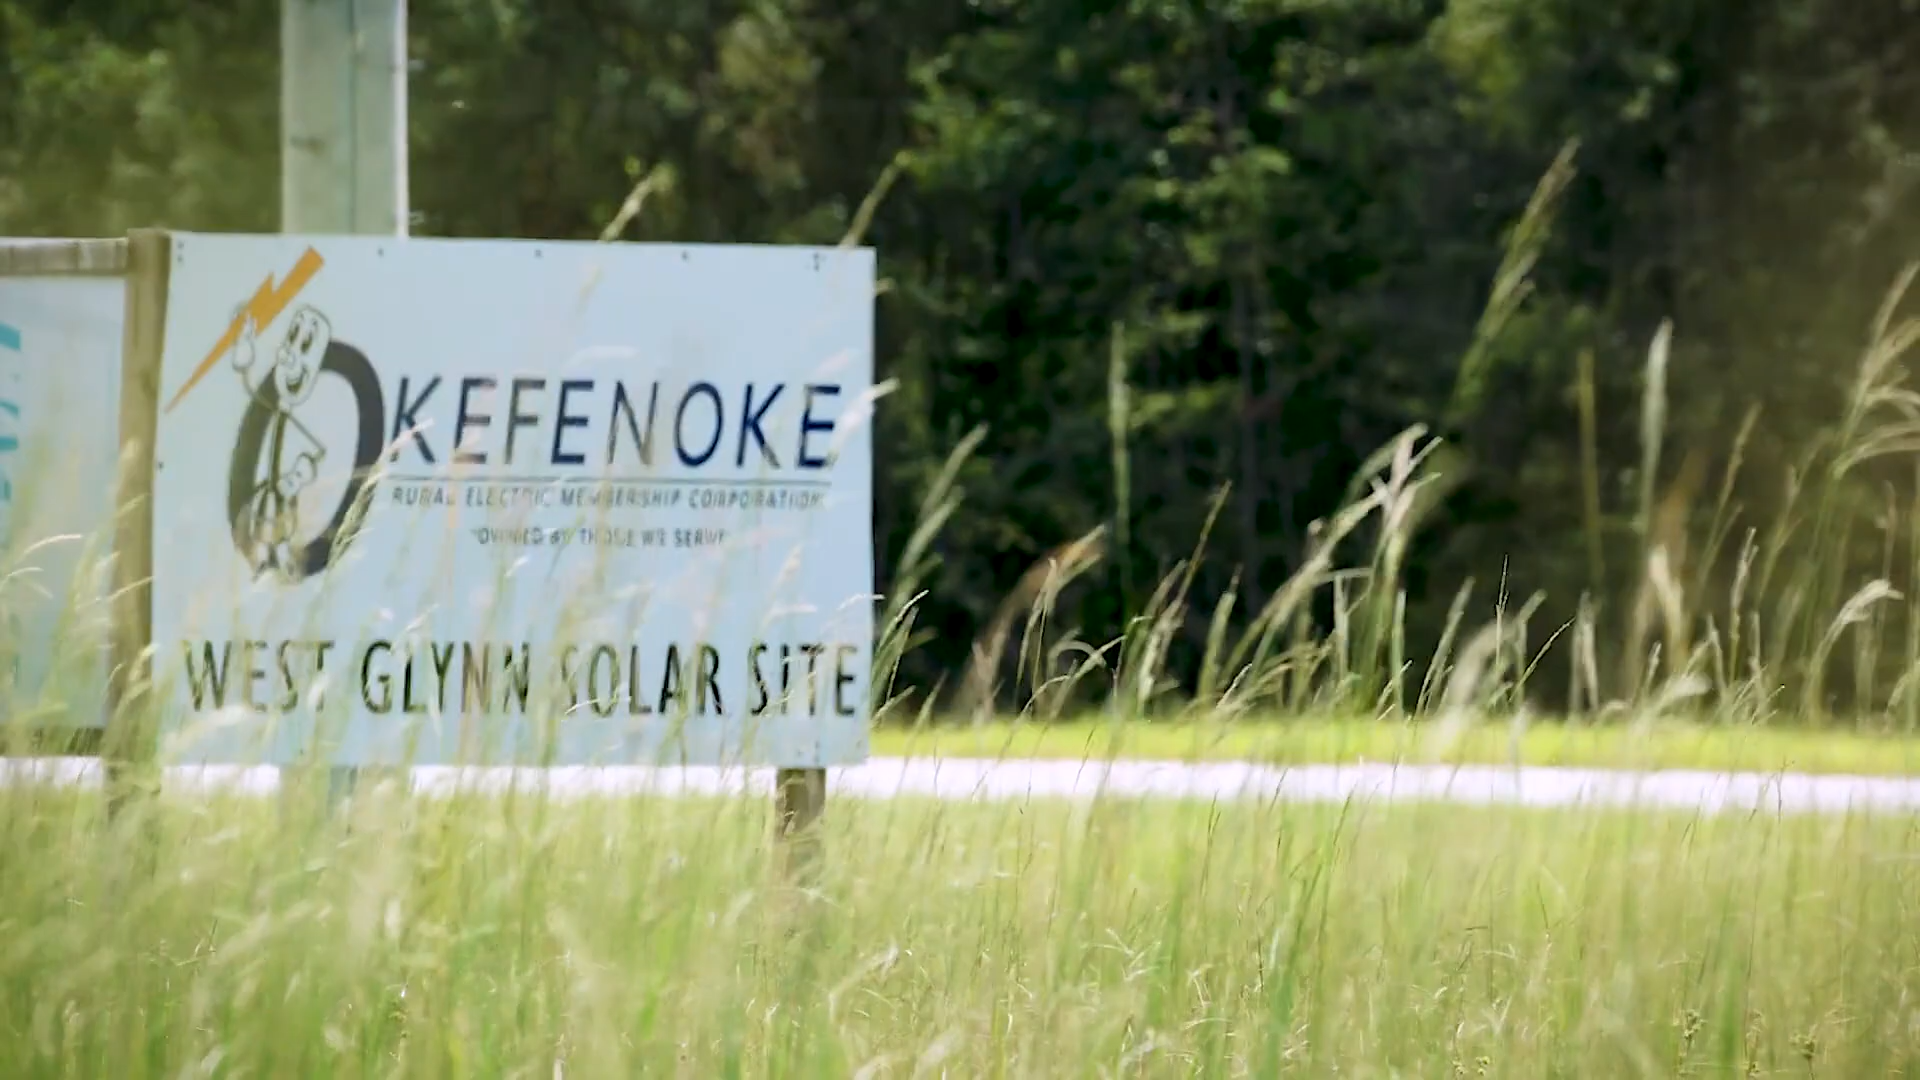 OKEFENOKE
RURAL ELECTRIC MEMBERSHIP CORPORATION
"OWNED BY THOSE WE SERVE"
WEST GLYNN SOLAR SITE